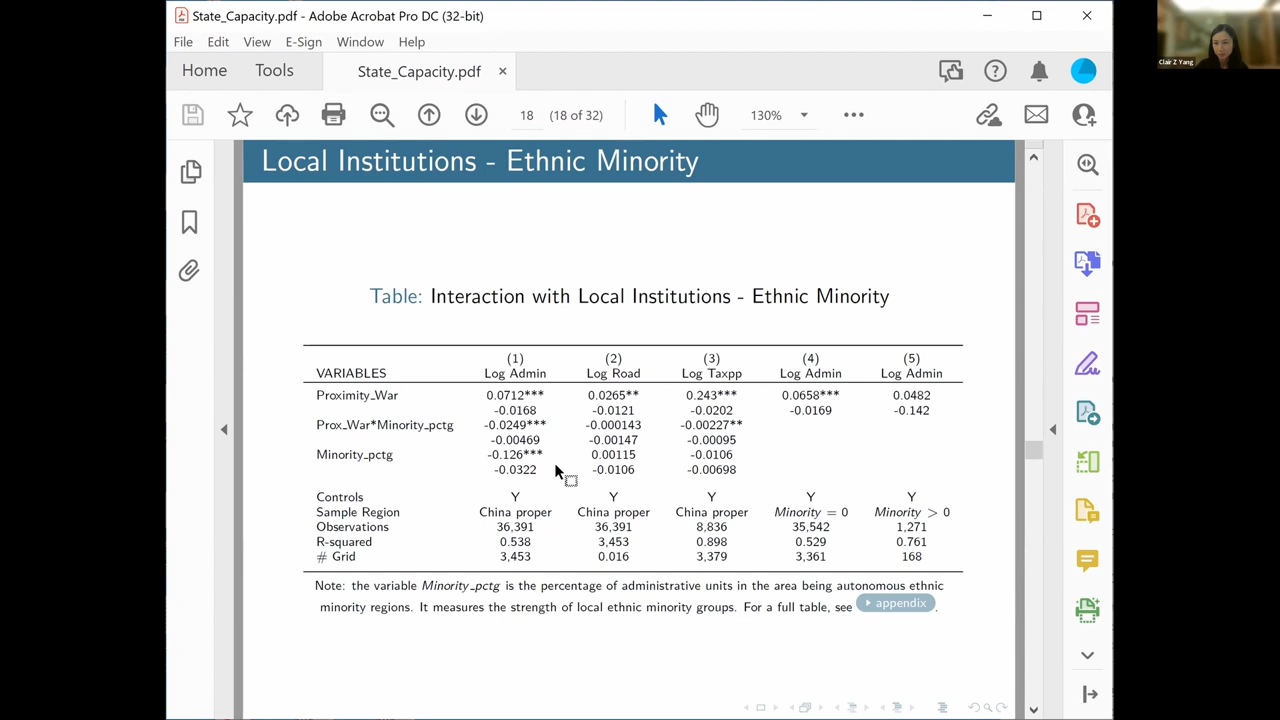 State_Capacity.pdf - Adobe Acrobat Pro DC (32-bit)
File Edit View E-Sign Window Help
Home Tools State_Capacity.pdf ×
18 (18 of 32) 130%
Clair Z Yang
Local Institutions - Ethnic Minority
Table: Interaction with Local Institutions - Ethnic Minority
(1) (2) (3) (4) (5)
VARIABLES Log Admin Log Road Log Taxpp Log Admin Log Admin
Proximity_War 0.0712*** 0.0265** 0.243*** 0.0658*** 0.0482
-0.0168 -0.0121 -0.0202 -0.0169 -0.142
Prox_War*Minority_pctg -0.0249*** -0.000143 -0.00227**
-0.00469 -0.00147 -0.00095
Minority_pctg -0.126*** 0.00115 -0.0106
-0.0322 -0.0106 -0.00698
Controls Y Y Y Y Y
Sample Region China proper China proper China proper Minority = 0 Minority > 0
Observations 36,391 36,391 8,836 35,542 1,271
R-squared 0.538 3,453 0.898 0.529 0.761
# Grid 3,453 0.016 3,379 3,361 168
Note: the variable Minority_pctg is the percentage of administrative units in the area being autonomous ethnic
minority regions. It measures the strength of local ethnic minority groups. For a full table, see appendix .